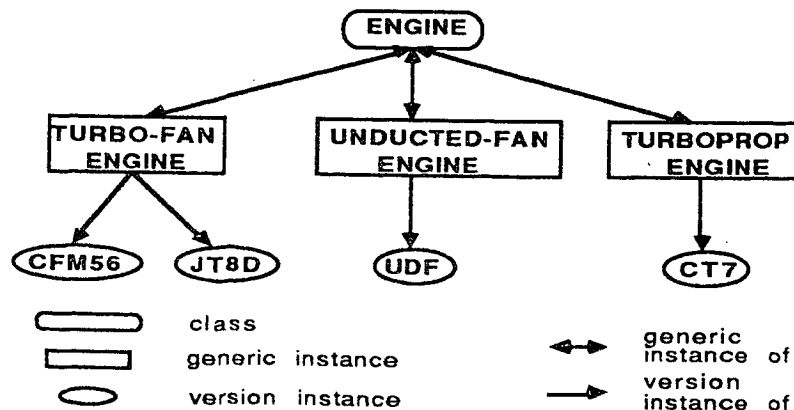 ENGINE
TURBO-FAN
ENGINE
UNDUCTED-FAN
ENGINE
TURBOPROP
ENGINE
CFM56
JT8D
UDF
CT7
class
generic instance
version instance
generic
instance of
version
instance of